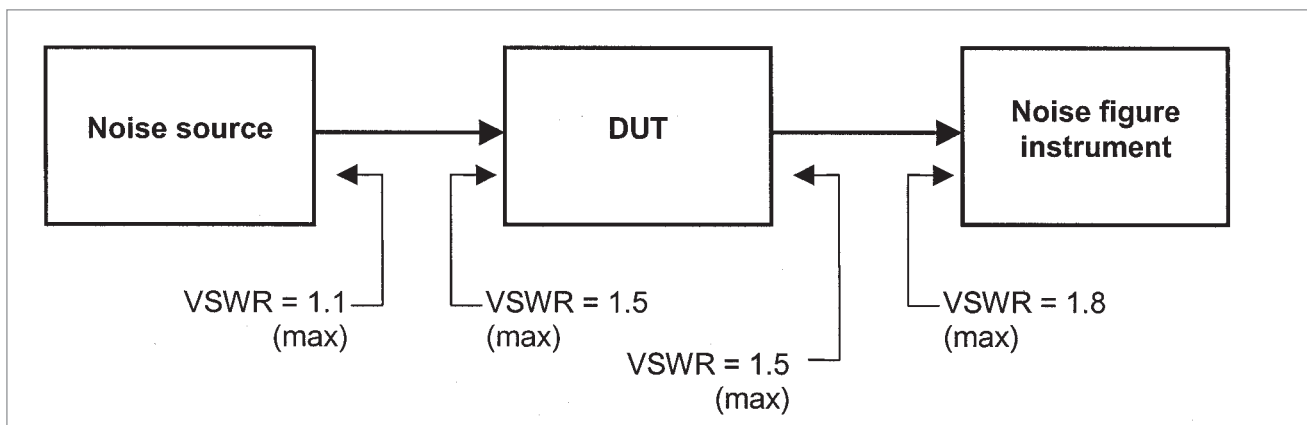 Noise source
DUT
Noise figure
instrument
VSWR = 1.1
(max)
VSWR = 1.5
(max)
VSWR = 1.5
(max)
VSWR = 1.8
(max)